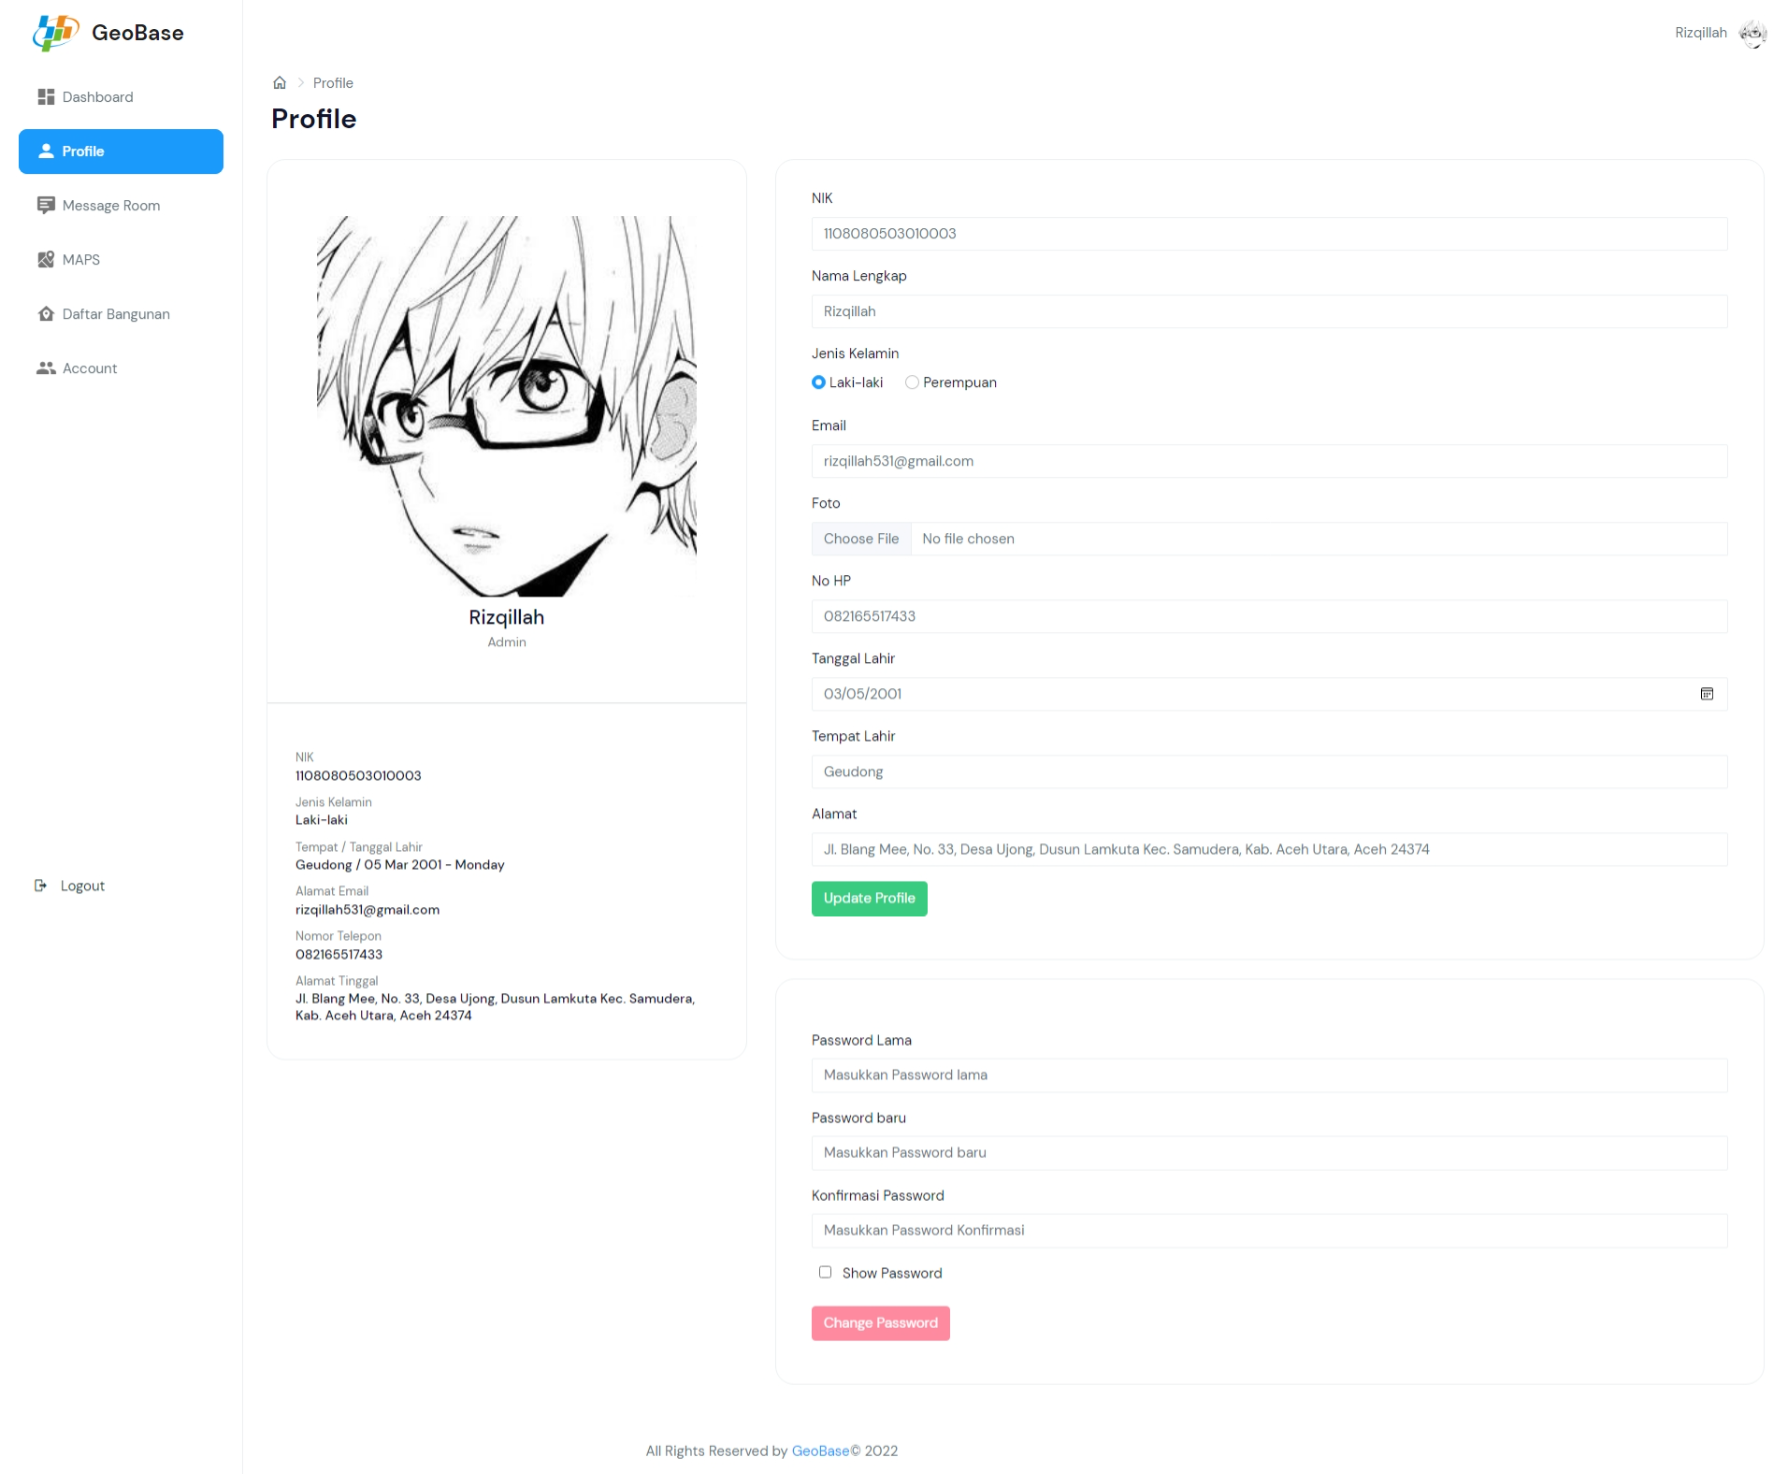 GeoBase
Rizqillah
Dashboard
Profile
Message Room
MAPS
Daftar Bangunan
Account
Logout
Profile
Profile
Rizqillah
Admin
NIK
1108080503010003
Jenis Kelamin
Laki-laki
Tempat / Tanggal Lahir
Geudong / 05 Mar 2001 - Monday
Alamat Email
rizqillah531@gmail.com
Nomor Telepon
082165517433
Alamat Tinggal
Jl. Blang Mee, No. 33, Desa Ujong, Dusun Lamkuta Kec. Samudera,
Kab. Aceh Utara, Aceh 24374
NIK
1108080503010003
Nama Lengkap
Rizqillah
Jenis Kelamin
Laki-laki Perempuan
Email
rizqillah531@gmail.com
Foto
Choose File No file chosen
No HP
082165517433
Tanggal Lahir
03/05/2001
Tempat Lahir
Geudong
Alamat
Jl. Blang Mee, No. 33, Desa Ujong, Dusun Lamkuta Kec. Samudera, Kab. Aceh Utara, Aceh 24374
Update Profile
Password Lama
Masukkan Password lama
Password baru
Masukkan Password baru
Konfirmasi Password
Masukkan Password Konfirmasi
Show Password
Change Password
All Rights Reserved by GeoBase© 2022